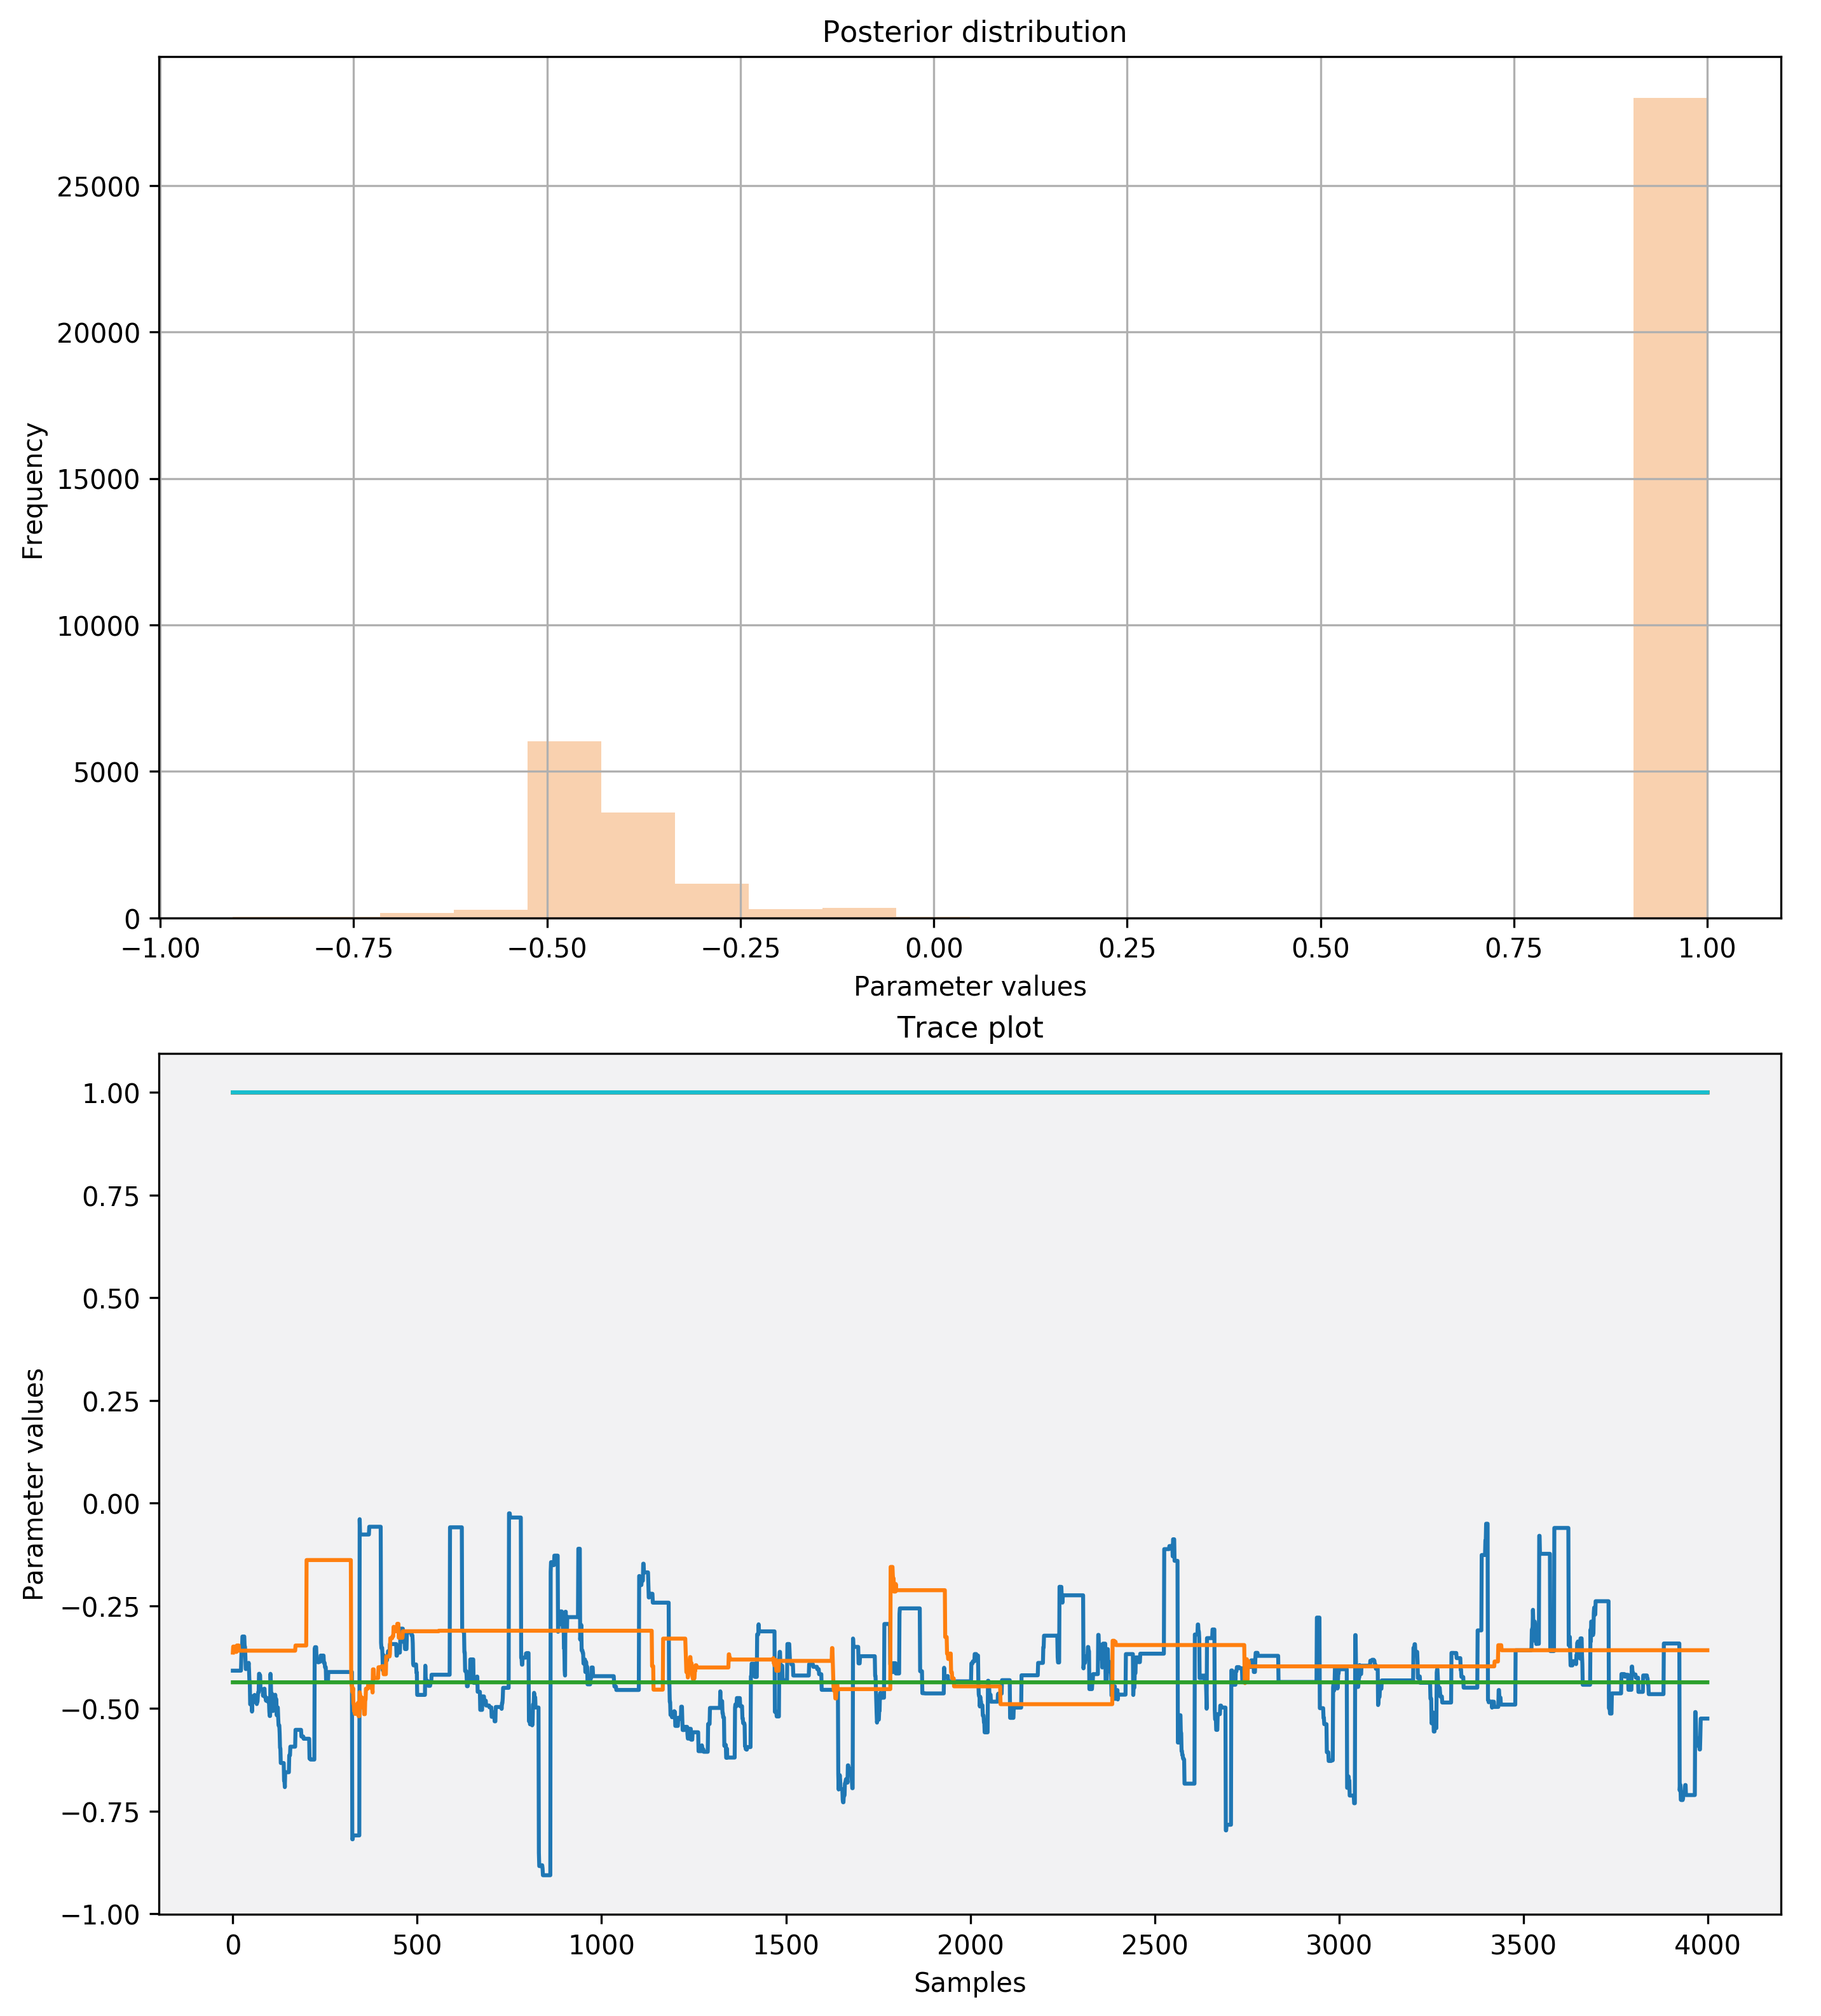 Posterior distribution
Frequency
25000
20000
15000
10000
5000
0
−1.00 −0.75 −0.50 −0.25 0.00 0.25 0.50 0.75 1.00
Parameter values
Trace plot
Parameter values
1.00
0.75
0.50
0.25
0.00
−0.25
−0.50
−0.75
−1.00
0 500 1000 1500 2000 2500 3000 3500 4000
Samples